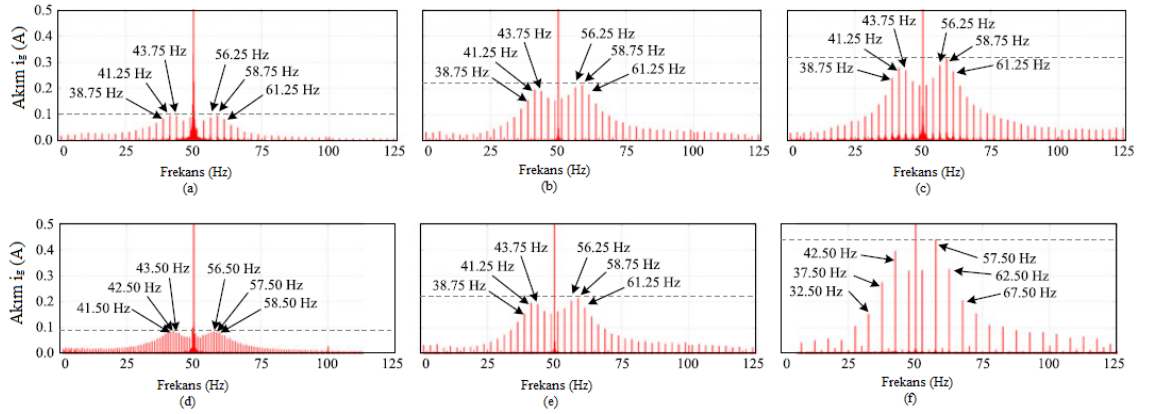 0.5
0.4
0.3
0.2
0.1
0.0
Akım ig (A)
43.75 Hz
41.25 Hz
38.75 Hz
56.25 Hz
58.75 Hz
61.25 Hz
0 25 50 75 100 125
Frekans (Hz)
(a)
43.75 Hz
41.25 Hz
38.75 Hz
56.25 Hz
58.75 Hz
61.25 Hz
0 25 50 75 100 125
Frekans (Hz)
(b)
43.75 Hz
41.25 Hz
38.75 Hz
56.25 Hz
58.75 Hz
61.25 Hz
0 25 50 75 100 125
Frekans (Hz)
(c)
0.5
0.4
0.3
0.2
0.1
0.0
Akım ig (A)
43.50 Hz
42.50 Hz
41.50 Hz
56.50 Hz
57.50 Hz
58.50 Hz
0 25 50 75 100 125
Frekans (Hz)
(d)
43.75 Hz
41.25 Hz
38.75 Hz
56.25 Hz
58.75 Hz
61.25 Hz
0 25 50 75 100 125
Frekans (Hz)
(e)
42.50 Hz
37.50 Hz
32.50 Hz
57.50 Hz
62.50 Hz
67.50 Hz
0 25 50 75 100 125
Frekans (Hz)
(f)